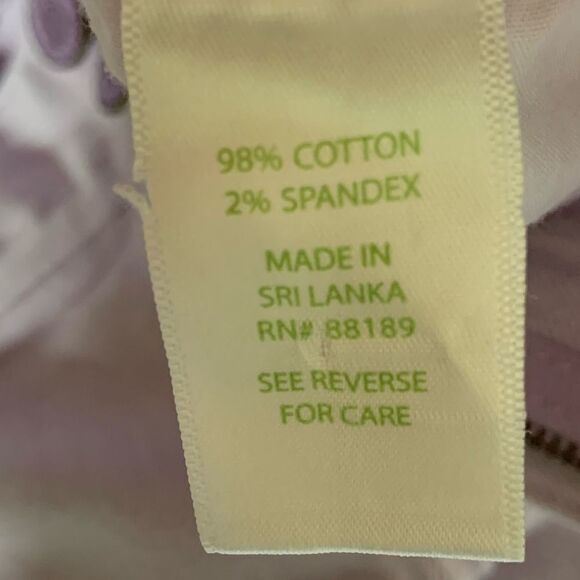 98% COTTON
2% SPANDEX
MADE IN
SRI LANKA
RN# 88189
SEE REVERSE
FOR CARE